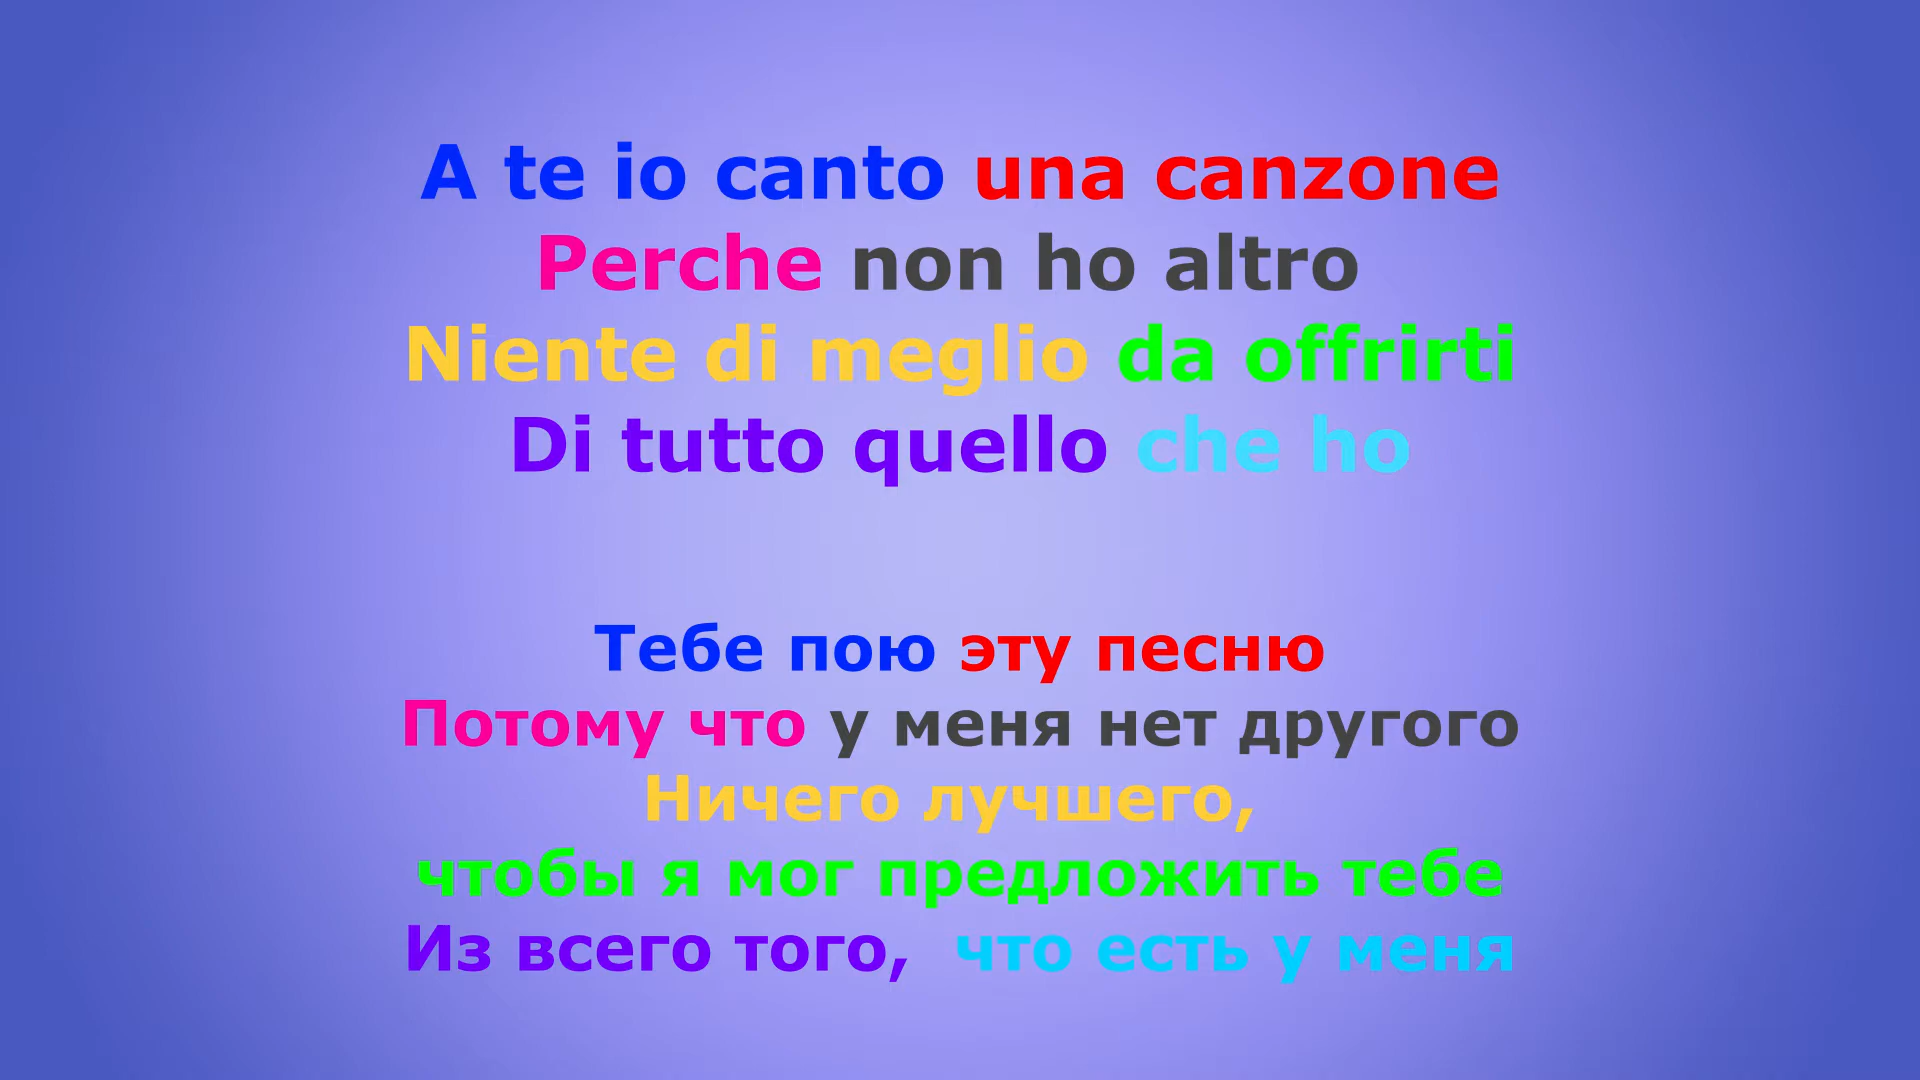 A te io canto una canzone
Perche non ho altro
Niente di meglio da offrirti
Di tutto quello che ho
Тебе пою эту песню
Потому что у меня нет другого
Ничего лучшего,
чтобы я мог предложить тебе
Из всего того, что есть у меня